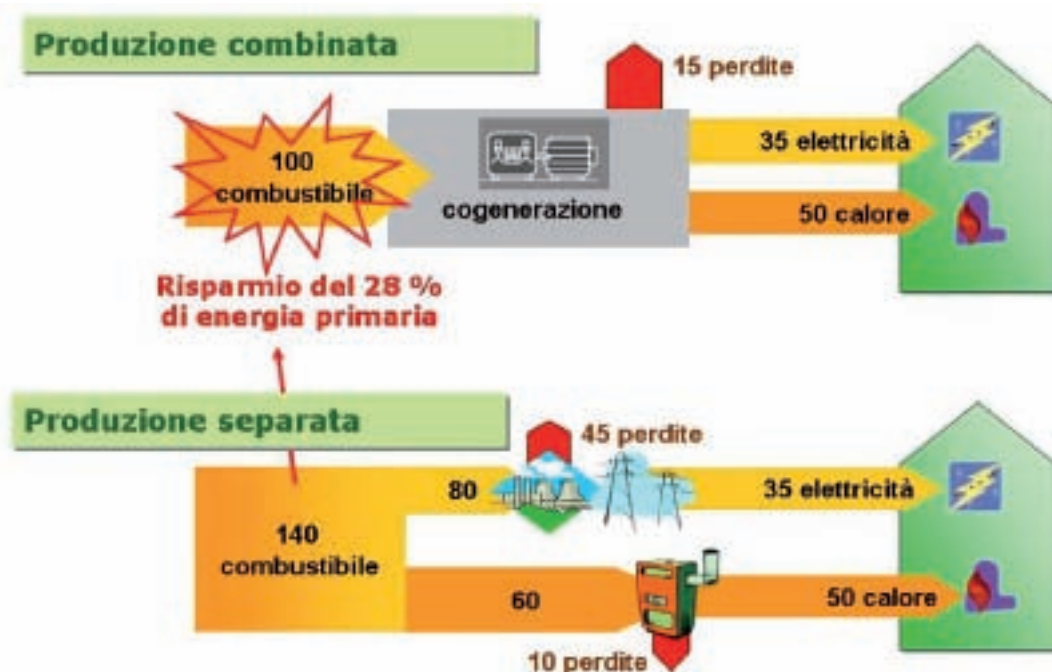 Produzione combinata
15 perdite
100
combustibile
cogenerazione
35 elettricità
50 calore
Risparmio del 28 %
di energia primaria
Produzione separata
45 perdite
80
35 elettricità
140
combustibile
60
50 calore
10 perdite